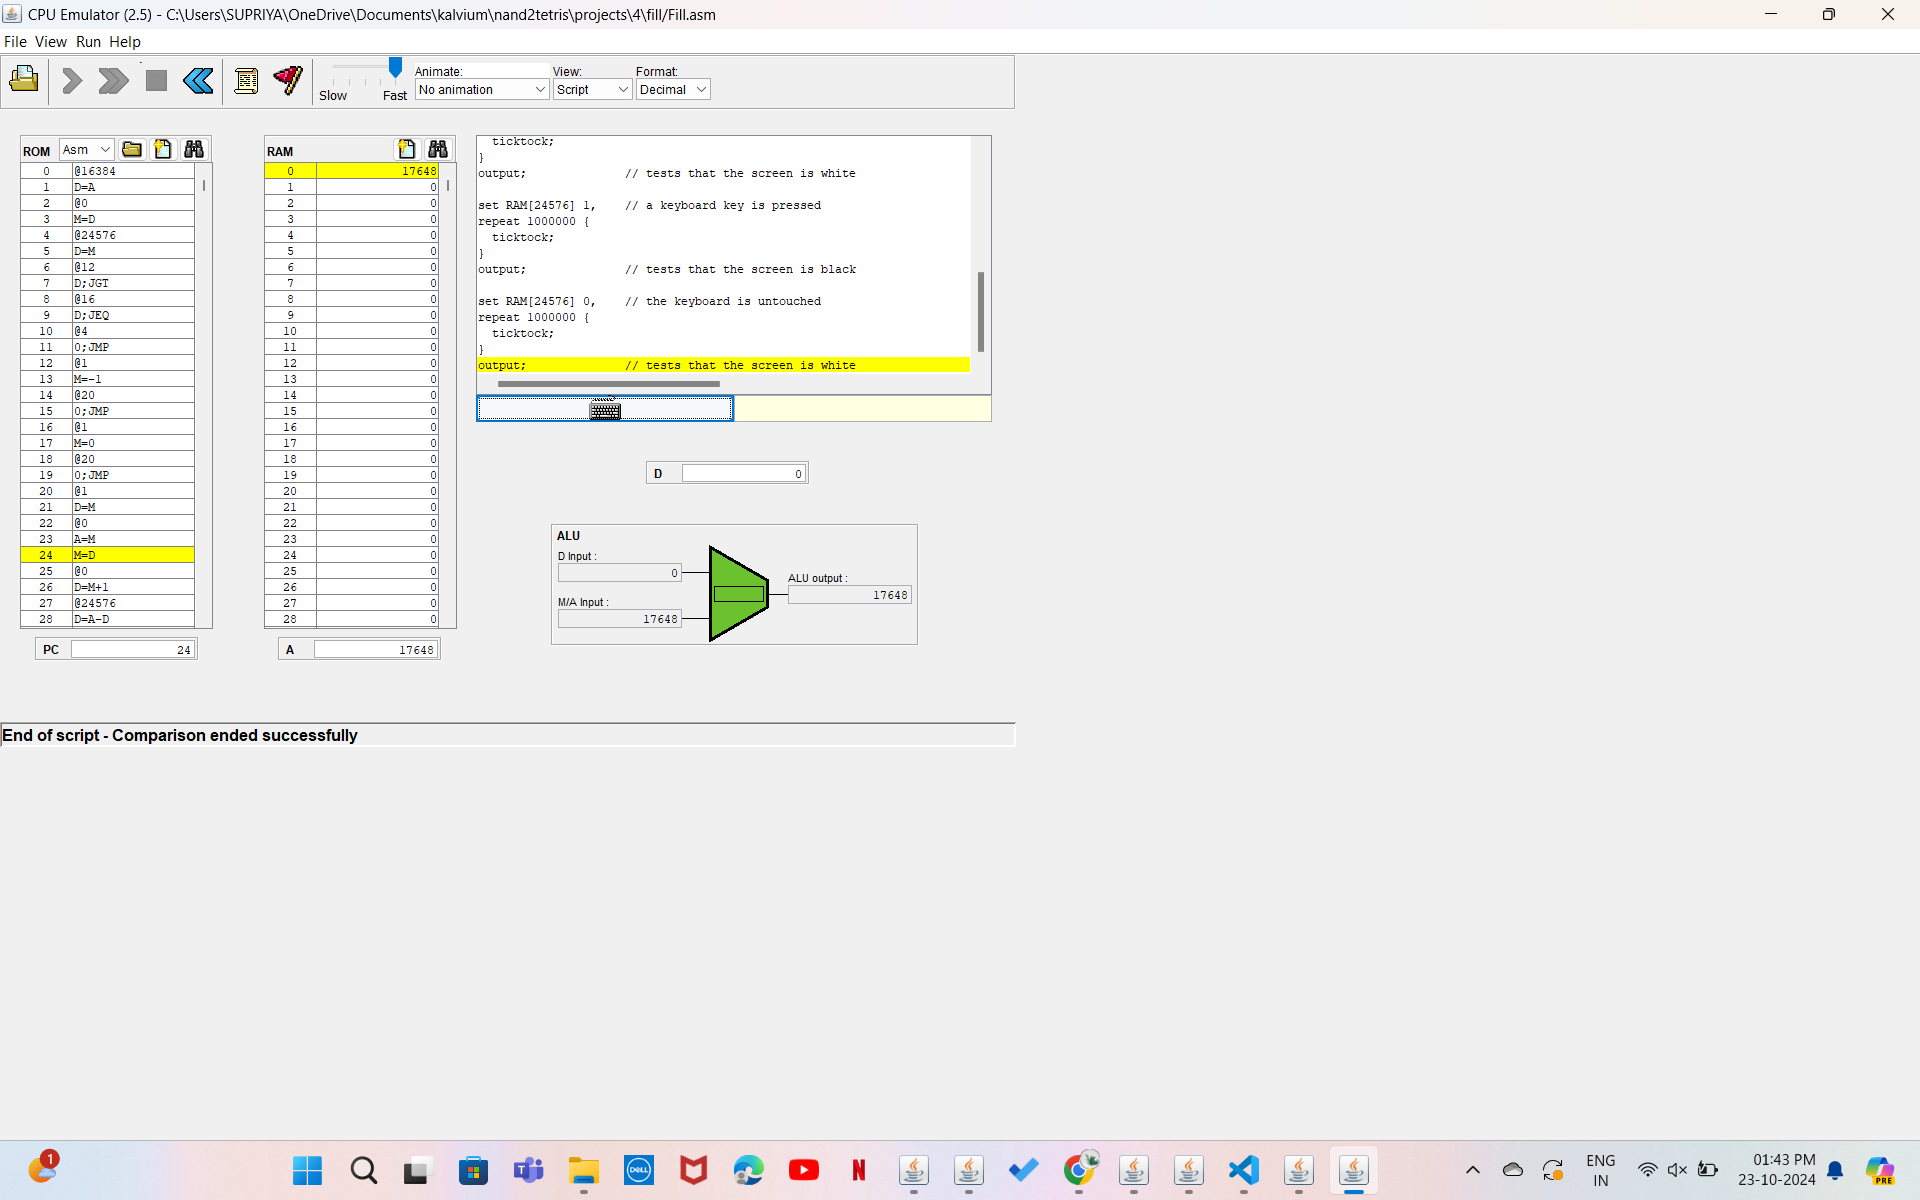 CPU Emulator (2.5) - C:\Users\SUPRIYA\OneDrive\Documents\kalvium\nand2tetris\projects\4\fill/Fill.asm
File View Run Help
Slow Fast
Animate:
No animation
View:
Script
Format:
Decimal
ROM Asm
0 @16384
1 D=A
2 @0
3 M=D
4 @24576
5 D=M
6 @12
7 D;JGT
8 @16
9 D;JEQ
10 @4
11 0;JMP
12 @1
13 M=-1
14 @20
15 0;JMP
16 @1
17 M=0
18 @20
19 0;JMP
20 @1
21 D=M
22 @0
23 A=M
24 M=D
25 @0
26 D=M+1
27 @24576
28 D=A-D
PC 24
RAM
0 17648
1 0
2 0
3 0
4 0
5 0
6 0
7 0
8 0
9 0
10 0
11 0
12 0
13 0
14 0
15 0
16 0
17 0
18 0
19 0
20 0
21 0
22 0
23 0
24 0
25 0
26 0
27 0
28 0
A 17648
ticktock;
}
output; // tests that the screen is white
set RAM[24576] 1, // a keyboard key is pressed
repeat 1000000 {
ticktock;
}
output; // tests that the screen is black
set RAM[24576] 0, // the keyboard is untouched
repeat 1000000 {
ticktock;
}
output; // tests that the screen is white
D 0
ALU
D Input :
0
M/A Input :
17648
ALU output :
17648
End of script - Comparison ended successfully
1
DELL
N
ENG
IN
01:43 PM
23-10-2024
PRE